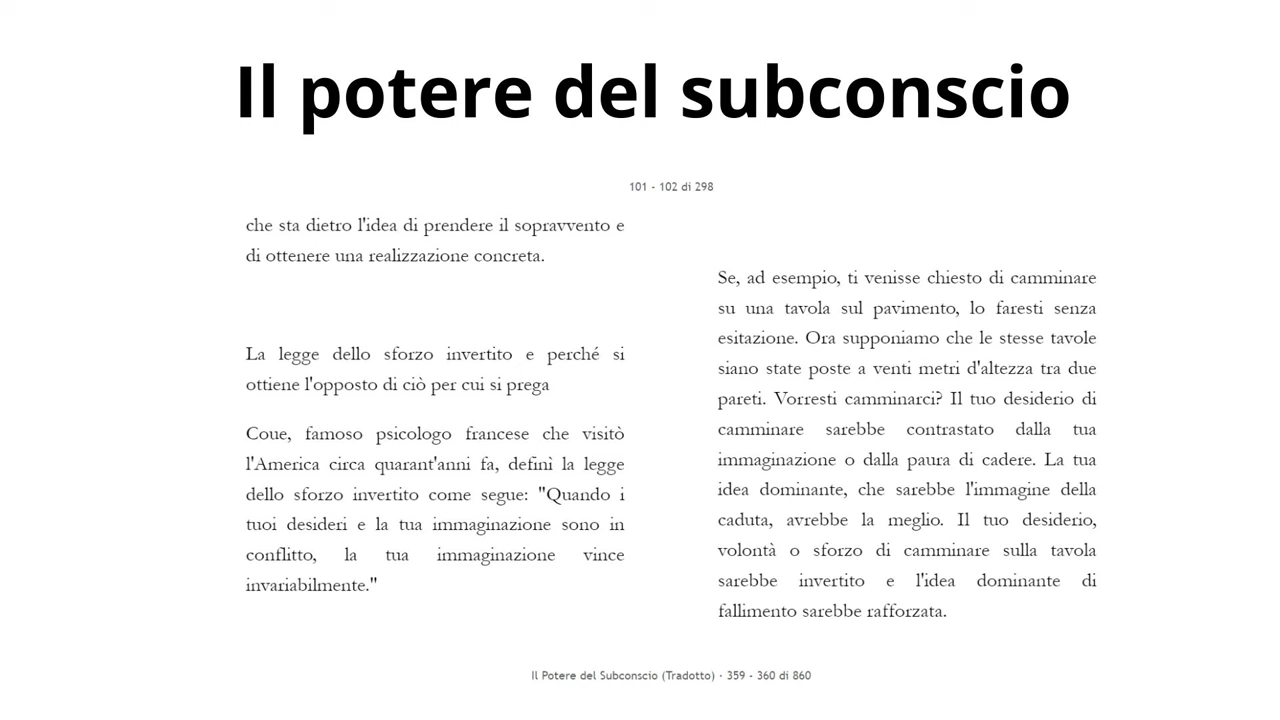 Il potere del subconscio
101 - 102 di 298
che sta dietro l'idea di prendere il sopravvento e
di ottenere una realizzazione concreta.
La legge dello sforzo invertito e perché si
ottiene l'opposto di ciò per cui si prega
Coue, famoso psicologo francese che visitò
l'America circa quarant'anni fa, definì la legge
dello sforzo invertito come segue: "Quando i
tuoi desideri e la tua immaginazione sono in
conflitto, la tua immaginazione vince
invariabilmente."
Se, ad esempio, ti venisse chiesto di camminare
su una tavola sul pavimento, lo faresti senza
esitazione. Ora supponiamo che le stesse tavole
siano state poste a venti metri d'altezza tra due
pareti. Vorresti camminarci? Il tuo desiderio di
camminare sarebbe contrastato dalla tua
immaginazione o dalla paura di cadere. La tua
idea dominante, che sarebbe l'immagine della
caduta, avrebbe la meglio. Il tuo desiderio,
volontà o sforzo di camminare sulla tavola
sarebbe invertito e l'idea dominante di
fallimento sarebbe rafforzata.
Il Potere del Subconscio (Tradotto) · 359 - 360 di 860